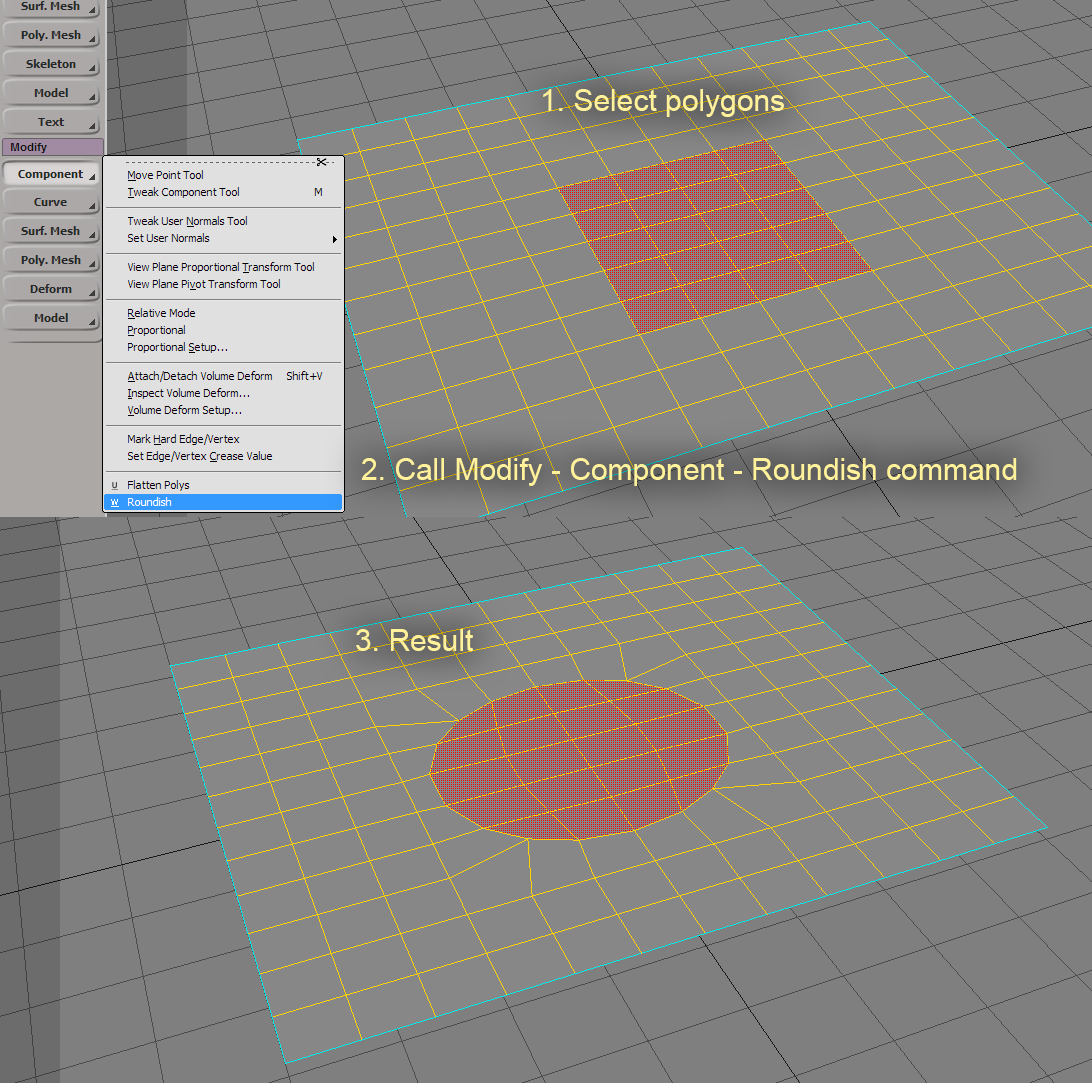 Surf. Mesh
Poly. Mesh
Skeleton
Model
Text
Modify
Component
Curve
Surf. Mesh
Poly. Mesh
Deform
Model
Move Point Tool
Tweak Component Tool M
Tweak User Normals Tool
Set User Normals
View Plane Proportional Transform Tool
View Plane Pivot Transform Tool
Relative Mode
Proportional
Proportional Setup...
Attach/Detach Volume Deform Shift+V
Inspect Volume Deform...
Volume Deform Setup...
Mark Hard Edge/Vertex
Set Edge/Vertex Crease Value
U Flatten Polys
W Roundish
1. Select polygons
2. Call Modify - Component - Roundish command
3. Result